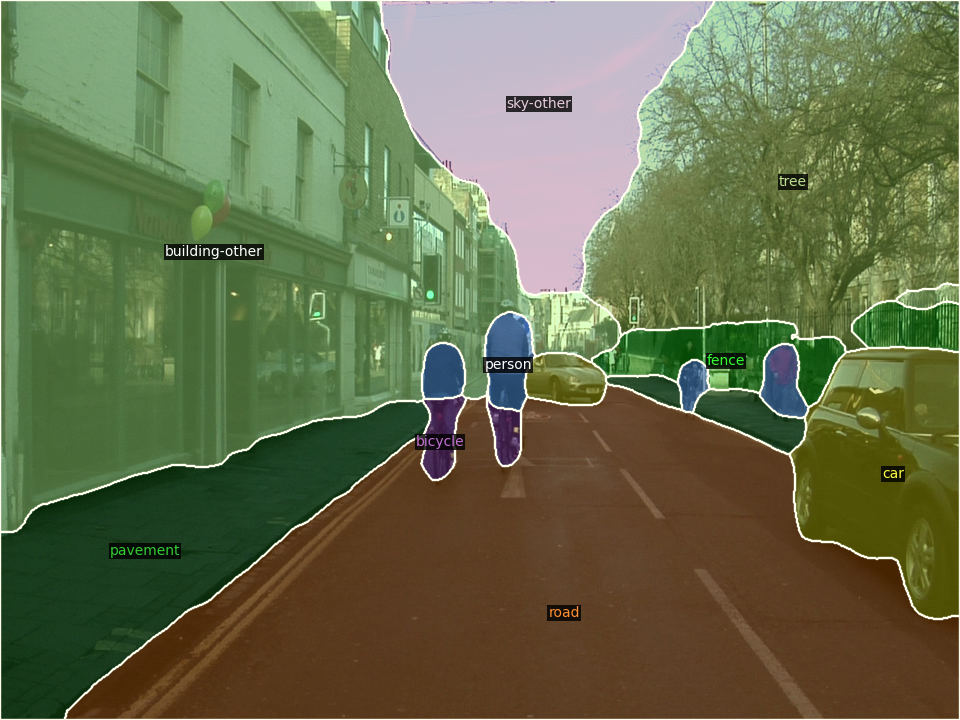 sky-other
tree
building-other
person
fence
bicycle
car
pavement
road